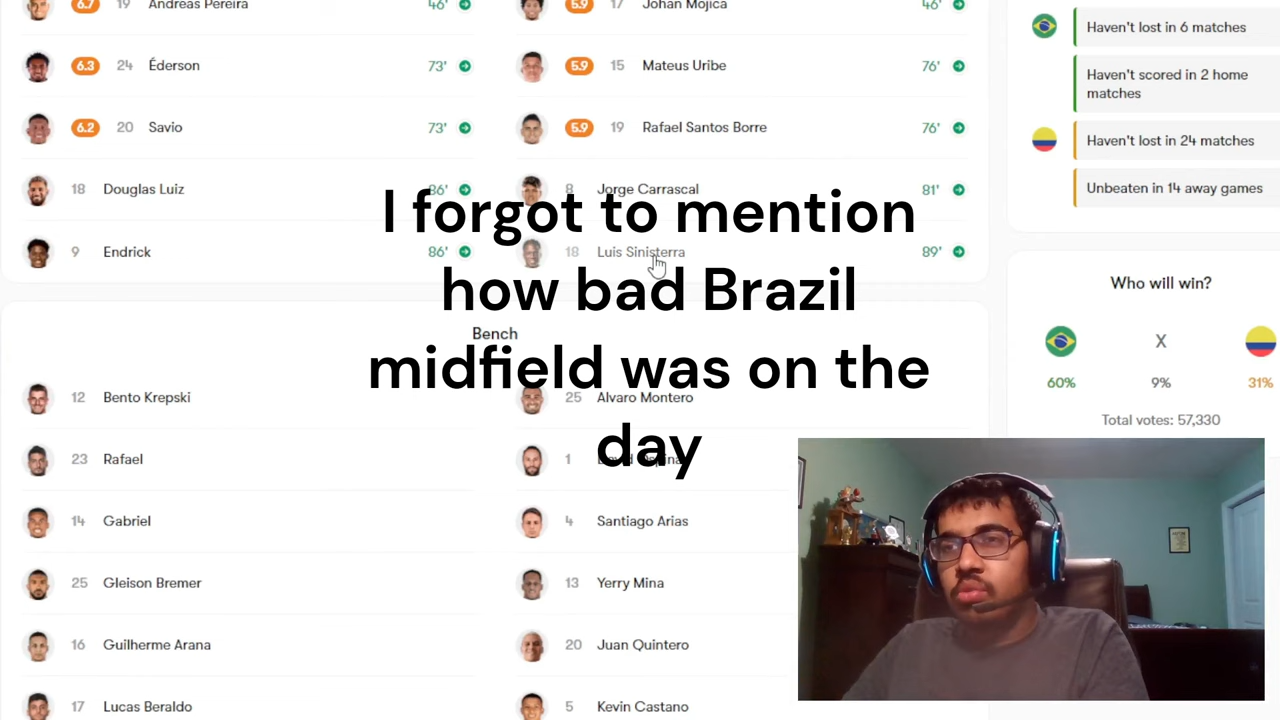 6.7 19 Andreas Pereira 46'
5.9 17 Johan Mojica 46'
6.3 24 Éderson 73'
5.9 15 Mateus Uribe 76'
6.2 20 Savio 73'
5.9 19 Rafael Santos Borre 76'
18 Douglas Luiz 86'
8 Jorge Carrascal 81'
9 Endrick 86'
18 Luis Sinisterra 89'
I forgot to mention
how bad Brazil
midfield was on the
day
Bench
12 Bento Krepski
25 Alvaro Montero
23 Rafael
1
14 Gabriel
4 Santiago Arias
25 Gleison Bremer
13 Yerry Mina
16 Guilherme Arana
20 Juan Quintero
17 Lucas Beraldo
5 Kevin Castano
Haven't lost in 6 matches
Haven't scored in 2 home
matches
Haven't lost in 24 matches
Unbeaten in 14 away games
Who will win?
X
60% 9% 31%
Total votes: 57,330